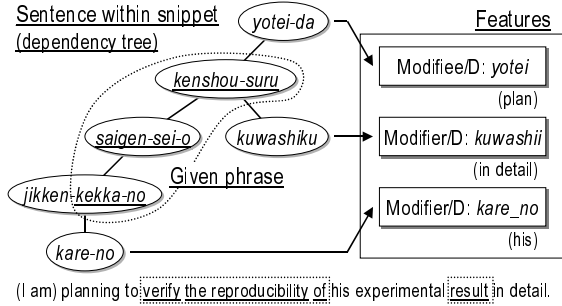 Sentence within snippet
(dependency tree)
yotei-da
Features
kenshou-suru
Modifiee/D: yotei
(plan)
saigen-sei-o
kuwashiku
Modifier/D: kuwashii
(in detail)
Given phrase
jikken-kekka-no
Modifier/D: kare_no
(his)
kare-no
(I am) planning to verify the reproducibility of his experimental result in detail.